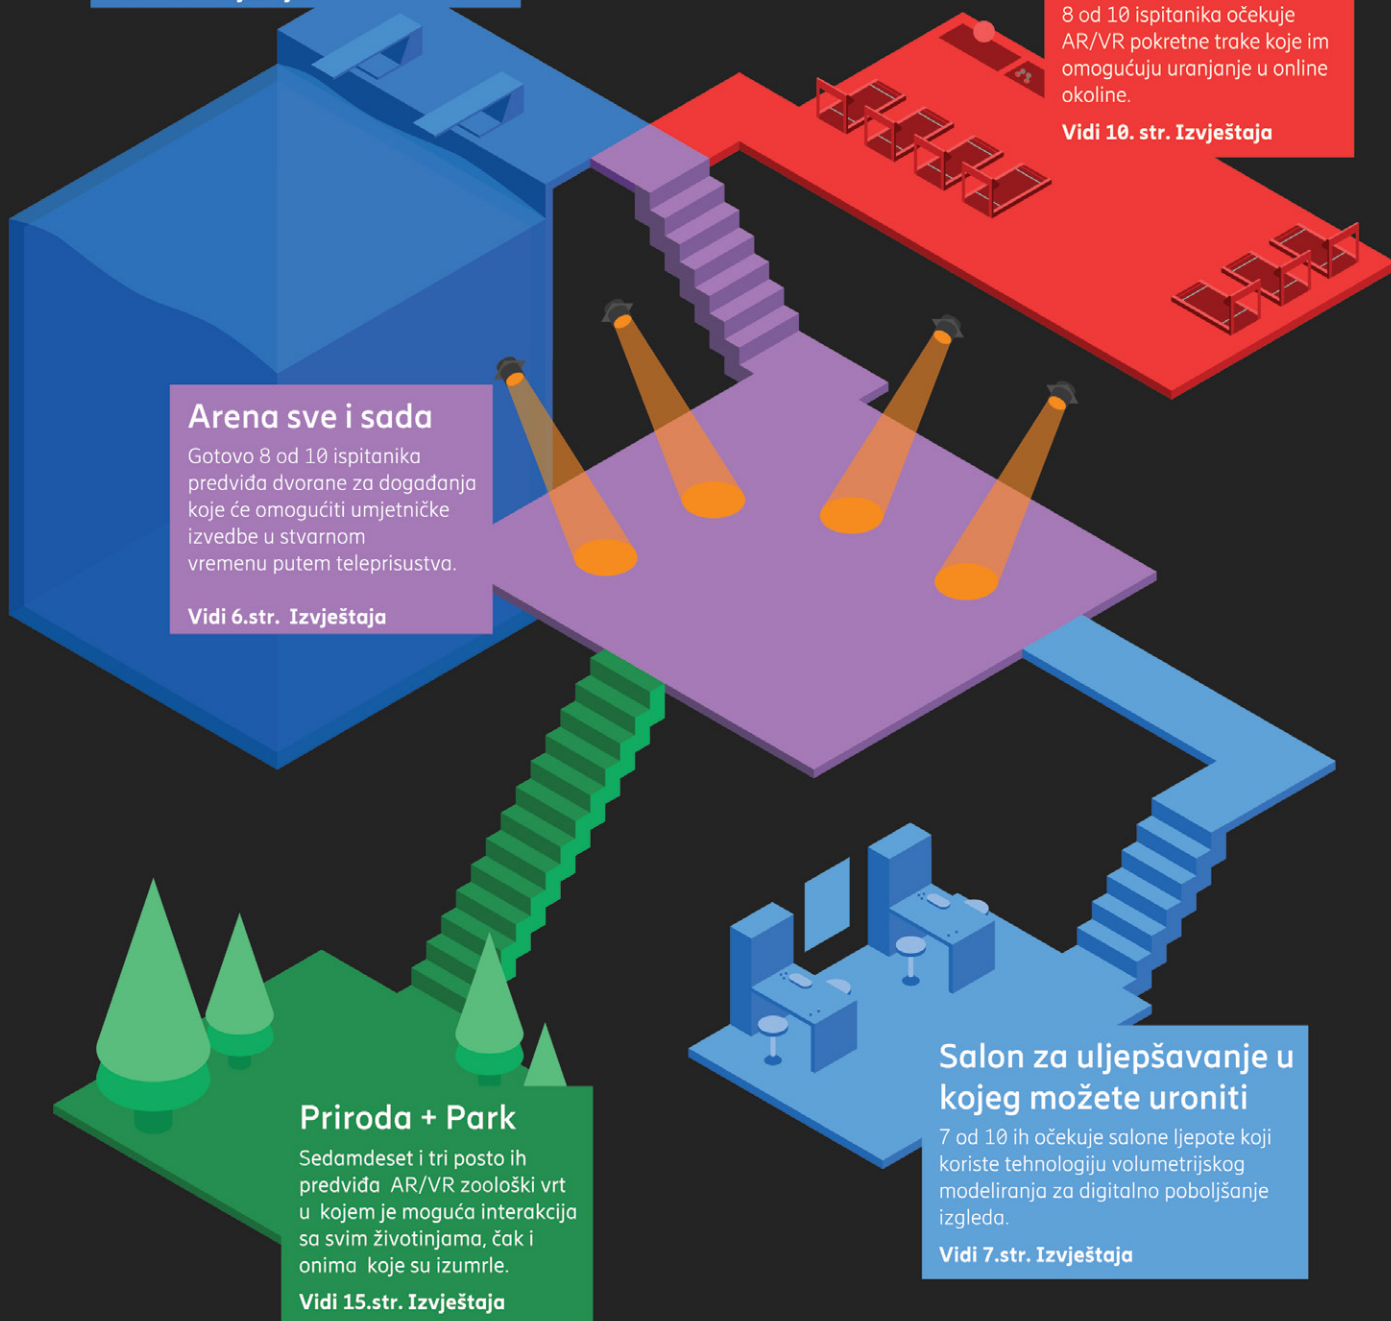 8 od 10 ispitanika očekuje
AR/VR pokretne trake koje im
omogućuju uranjanje u online
okoline.
Vidi 10. str. Izvještaja
Arena sve i sada
Gotovo 8 od 10 ispitanika
predviđa dvorane za događanja
koje će omogućiti umjetničke
izvedbe u stvarnom
vremenu putem teleprisustva.
Vidi 6.str. Izvještaja
Priroda + Park
Sedamdeset i tri posto ih
predviđa AR/VR zoološki vrt
u kojem je moguća interakcija
sa svim životinjama, čak i
onima koje su izumrle.
Vidi 15.str. Izvještaja
Salon za uljepšavanje u
kojeg možete uroniti
7 od 10 ih očekuje salone ljepote koji
koriste tehnologiju volumetrijskog
modeliranja za digitalno poboljšanje
izgleda.
Vidi 7.str. Izvještaja